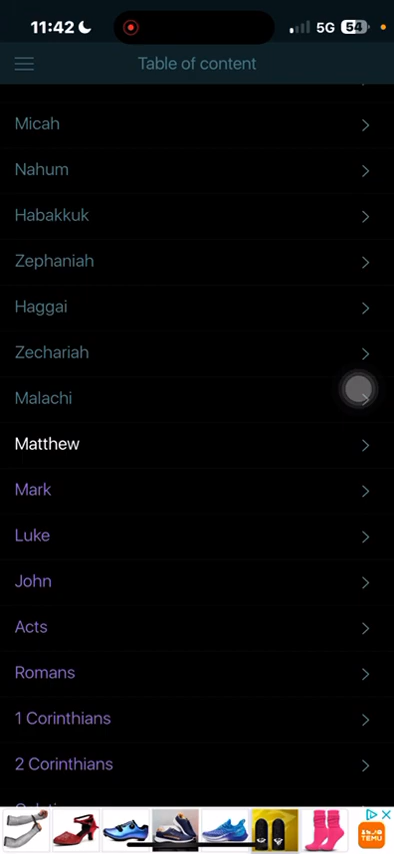 11:42
5G
54
Table of content
Micah
Nahum
Habakkuk
Zephaniah
Haggai
Zechariah
Malachi
Matthew
Mark
Luke
John
Acts
Romans
1 Corinthians
2 Corinthians
TEMU